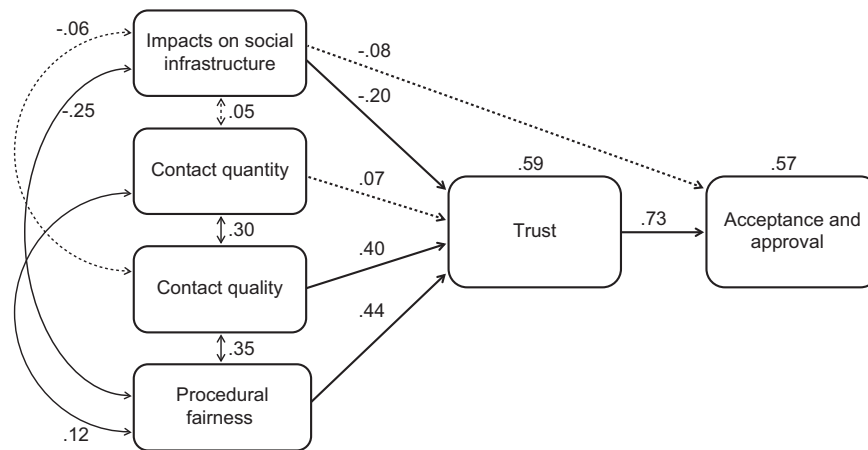 -.06
Impacts on social
infrastructure
-.08
-.25
-.20
.05
Contact quantity
.07
.59
.57
Trust
.73
Acceptance and
approval
.30
Contact quality
.40
.44
.35
Procedural
fairness
.12